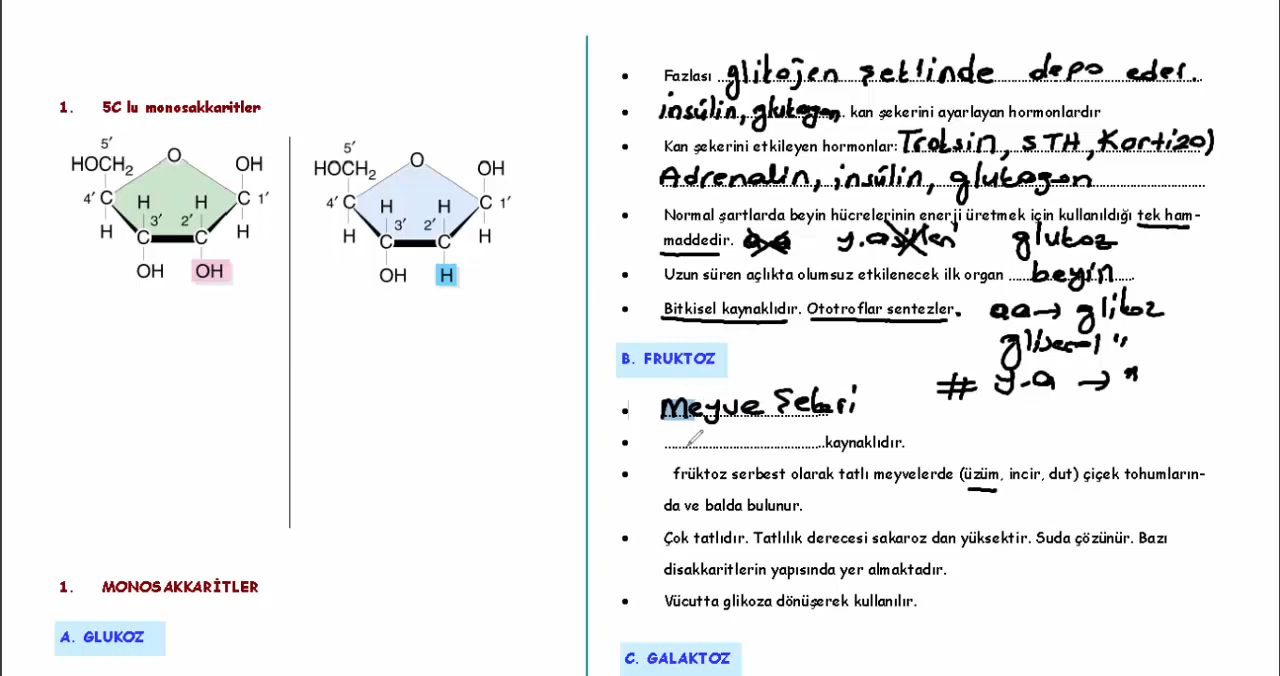 1. 5C lu monosakkaritler
5′
HOCH2 O OH
4′ C H H C 1′
H 3′ 2′ H
C C
OH OH
5′
HOCH2 O OH
4′ C H H C 1′
H 3′ 2′ H
C C
OH H
1. MONOSAKKARİTLER
A. GLUKOZ
• Fazlası glikojen şeklinde depo eder.
• insülin, glukagon, kan şekerini ayarlayan hormonlardır
• Kan şekerini etkileyen hormonlar: Troksin, STH, Kortizol
Adrenalin, insülin, glukagon
• Normal şartlarda beyin hücrelerinin enerji üretmek için kullanıldığı tek ham-
maddedir. aa y.asitleri glukoz
• Uzun süren açlıkta olumsuz etkilenecek ilk organ beyin
• Bitkisel kaynaklıdır. Ototroflar sentezler. aa → glikoz
gliserol "
# y.a → "
B. FRUKTOZ
• Meyve Şekeri
• ..........................................kaynaklıdır.
• früktoz serbest olarak tatlı meyvelerde (üzüm, incir, dut) çiçek tohumların-
da ve balda bulunur.
• Çok tatlıdır. Tatlılık derecesi sakaroz dan yüksektir. Suda çözünür. Bazı
disakkaritlerin yapısında yer almaktadır.
• Vücutta glikoza dönüşerek kullanılır.
C. GALAKTOZ